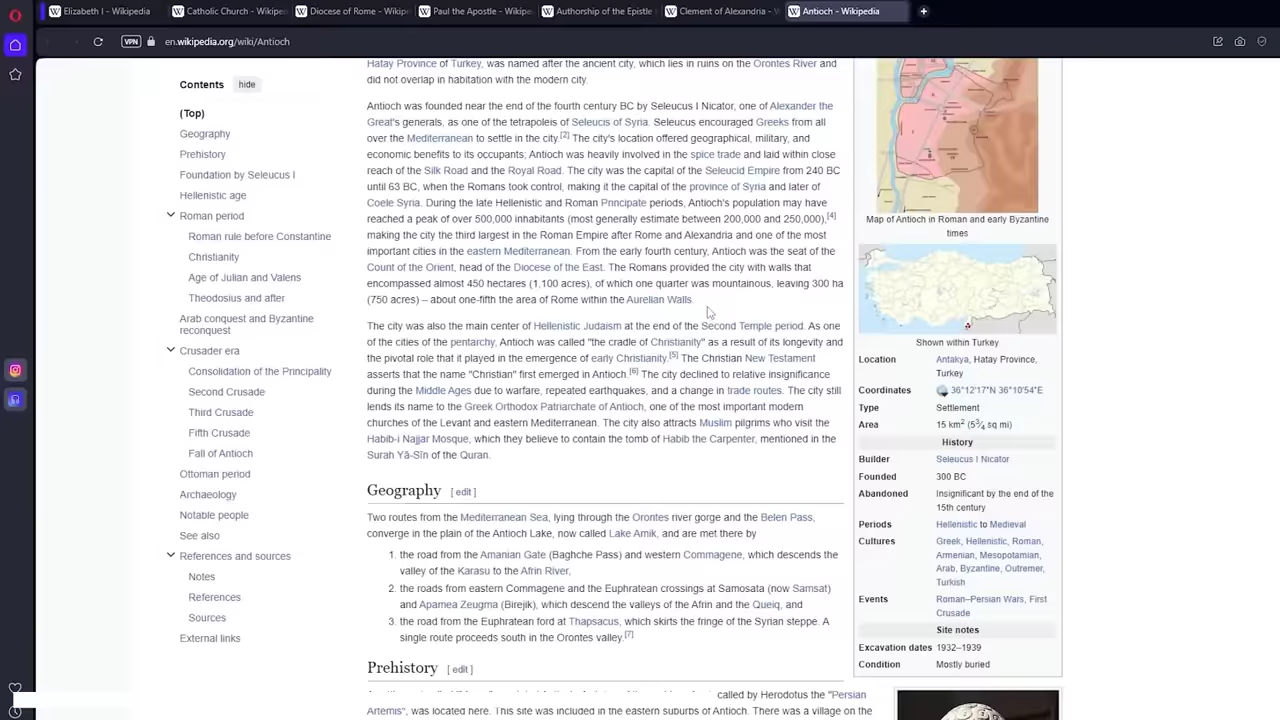 Elizabeth I - Wikipedia
Catholic Church - Wikiped
Diocese of Rome - Wikip
Paul the Apostle - Wikipe
Authorship of the Epistle
Clement of Alexandria - W
Antioch - Wikipedia
VPN
en.wikipedia.org/wiki/Antioch
Contents hide
(Top)
Geography
Prehistory
Foundation by Seleucus I
Hellenistic age
Roman period
Roman rule before Constantine
Christianity
Age of Julian and Valens
Theodosius and after
Arab conquest and Byzantine
reconquest
Crusader era
Consolidation of the Principality
Second Crusade
Third Crusade
Fifth Crusade
Fall of Antioch
Ottoman period
Archaeology
Notable people
See also
References and sources
Notes
References
Sources
External links
Hatay Province of Turkey, was named after the ancient city, which lies in ruins on the Orontes River and
did not overlap in habitation with the modern city.
Antioch was founded near the end of the fourth century BC by Seleucus I Nicator, one of Alexander the
Great's generals, as one of the tetrapoleis of Seleucis of Syria. Seleucus encouraged Greeks from all
over the Mediterranean to settle in the city.[2] The city's location offered geographical, military, and
economic benefits to its occupants; Antioch was heavily involved in the spice trade and laid within close
reach of the Silk Road and the Royal Road. The city was the capital of the Seleucid Empire from 240 BC
until 63 BC, when the Romans took control, making it the capital of the province of Syria and later of
Coele Syria. During the late Hellenistic and Roman Principate periods, Antioch's population may have
reached a peak of over 500,000 inhabitants (most generally estimate between 200,000 and 250,000),[4]
making the city the third largest in the Roman Empire after Rome and Alexandria and one of the most
important cities in the eastern Mediterranean. From the early fourth century, Antioch was the seat of the
Count of the Orient, head of the Diocese of the East. The Romans provided the city with walls that
encompassed almost 450 hectares (1,100 acres), of which one quarter was mountainous, leaving 300 ha
(750 acres) – about one-fifth the area of Rome within the Aurelian Walls.
The city was also the main center of Hellenistic Judaism at the end of the Second Temple period. As one
of the cities of the pentarchy, Antioch was called "the cradle of Christianity" as a result of its longevity and
the pivotal role that it played in the emergence of early Christianity.[5] The Christian New Testament
asserts that the name "Christian" first emerged in Antioch.[6] The city declined to relative insignificance
during the Middle Ages due to warfare, repeated earthquakes, and a change in trade routes. The city still
lends its name to the Greek Orthodox Patriarchate of Antioch, one of the most important modern
churches of the Levant and eastern Mediterranean. The city also attracts Muslim pilgrims who visit the
Habib-i Najjar Mosque, which they believe to contain the tomb of Habib the Carpenter, mentioned in the
Surah Yā-Sīn of the Quran.
Geography [ edit ]
Two routes from the Mediterranean Sea, lying through the Orontes river gorge and the Belen Pass,
converge in the plain of the Antioch Lake, now called Lake Amik, and are met there by
1. the road from the Amanian Gate (Baghche Pass) and western Commagene, which descends the
valley of the Karasu to the Afrin River,
2. the roads from eastern Commagene and the Euphratean crossings at Samosata (now Samsat)
and Apamea Zeugma (Birejik), which descend the valleys of the Afrin and the Queiq, and
3. the road from the Euphratean ford at Thapsacus, which skirts the fringe of the Syrian steppe. A
single route proceeds south in the Orontes valley.[7]
Prehistory [ edit ]
called by Herodotus the "Persian
Artemis", was located here. This site was included in the eastern suburbs of Antioch. There was a village on the
Map of Antioch in Roman and early Byzantine
times
Shown within Turkey
Location Antakya, Hatay Province,
Turkey
Coordinates 36°12′17″N 36°10′54″E
Type Settlement
Area 15 km2 (5 3⁄4 sq mi)
History
Builder Seleucus I Nicator
Founded 300 BC
Abandoned Insignificant by the end of the
15th century
Periods Hellenistic to Medieval
Cultures Greek, Hellenistic, Roman,
Armenian, Mesopotamian,
Arab, Byzantine, Outremer,
Turkish
Events Roman–Persian Wars, First
Crusade
Site notes
Excavation dates 1932–1939
Condition Mostly buried